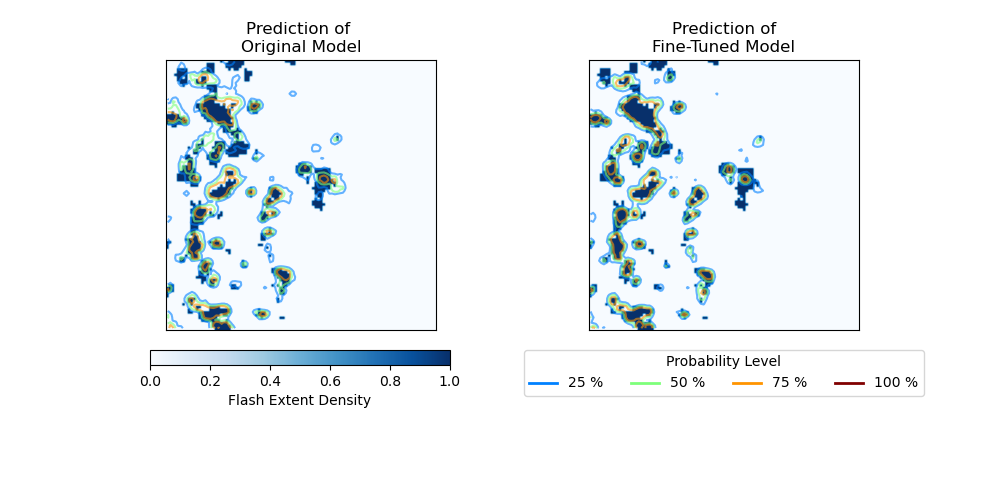 Prediction of
Original Model
Prediction of
Fine-Tuned Model
0.0 0.2 0.4 0.6 0.8 1.0
Flash Extent Density
Probability Level
25 % 50 % 75 % 100 %